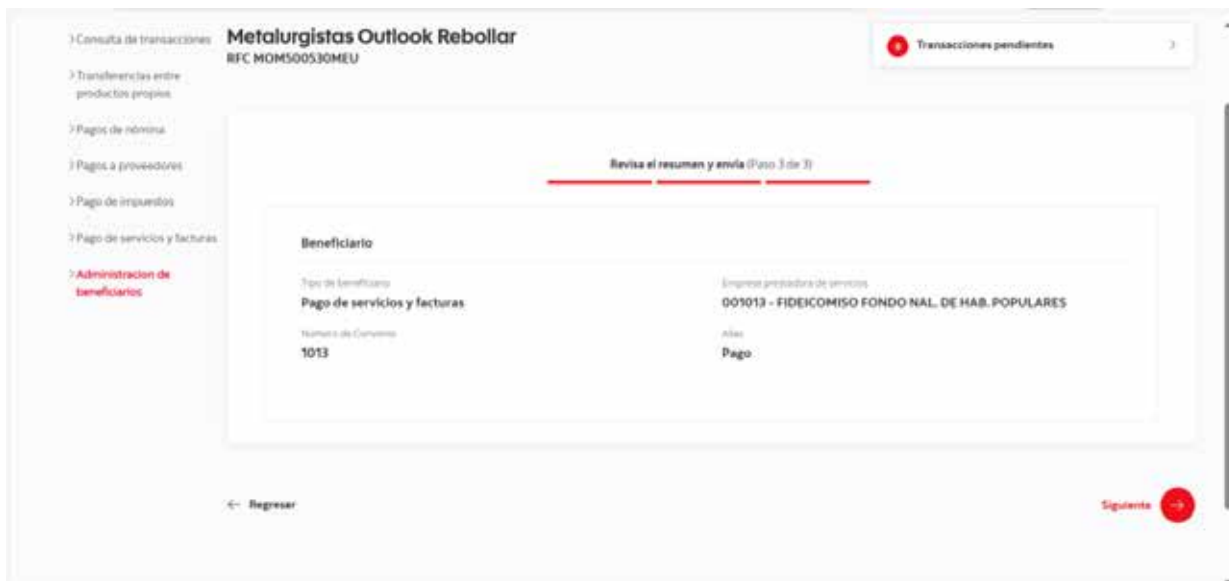 Consulta de transacciones
Transferencias entre
productos propios
Pagos de nómina
Pagos a proveedores
Pago de impuestos
Pago de servicios y facturas
Administracion de
beneficiarios
Metalurgistas Outlook Rebollar
RFC MOM500530MEU
Transacciones pendientes
Revisa el resumen y envía (Paso 3 de 3)
Beneficiario
Tipo de beneficiario
Pago de servicios y facturas
Empresa prestadora de servicios
001013 - FIDEICOMISO FONDO NAL. DE HAB. POPULARES
Número de Convenio
1013
Alias
Pago
Regresar
Siguiente